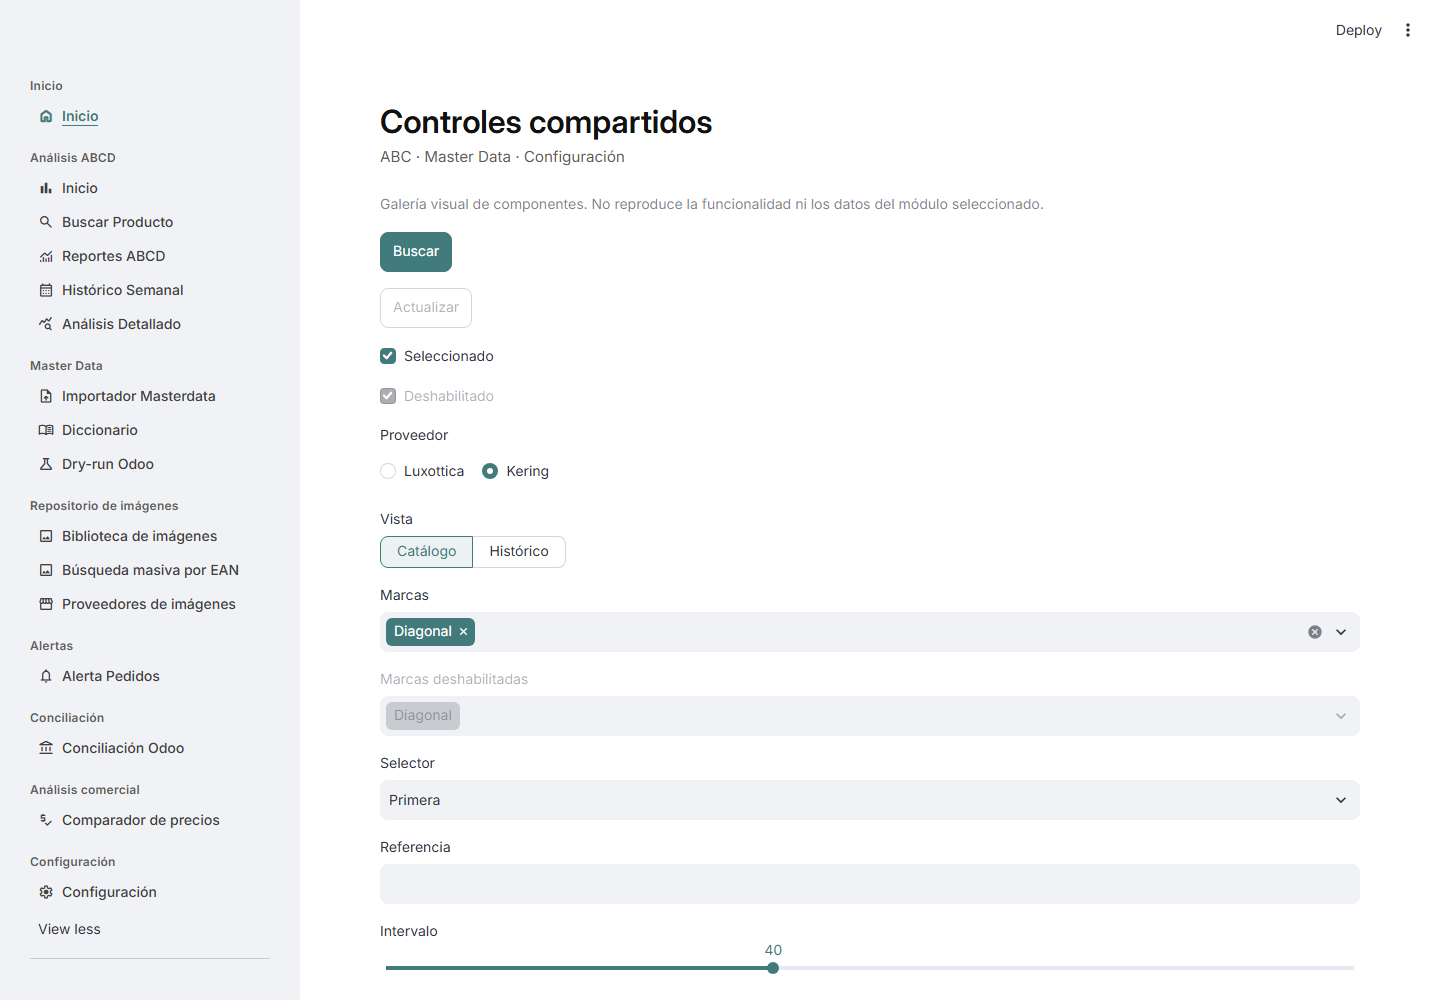 Deploy
Inicio
Inicio
Análisis ABCD
Inicio
Buscar Producto
Reportes ABCD
Histórico Semanal
Análisis Detallado
Master Data
Importador Masterdata
Diccionario
Dry-run Odoo
Repositorio de imágenes
Biblioteca de imágenes
Búsqueda masiva por EAN
Proveedores de imágenes
Alertas
Alerta Pedidos
Conciliación
Conciliación Odoo
Análisis comercial
Comparador de precios
Configuración
Configuración
View less
Controles compartidos
ABC · Master Data · Configuración
Galería visual de componentes. No reproduce la funcionalidad ni los datos del módulo seleccionado.
Buscar
Actualizar
Seleccionado
Deshabilitado
Proveedor
Luxottica Kering
Vista
Catálogo Histórico
Marcas
Diagonal
Marcas deshabilitadas
Diagonal
Selector
Primera
Referencia
Intervalo
40